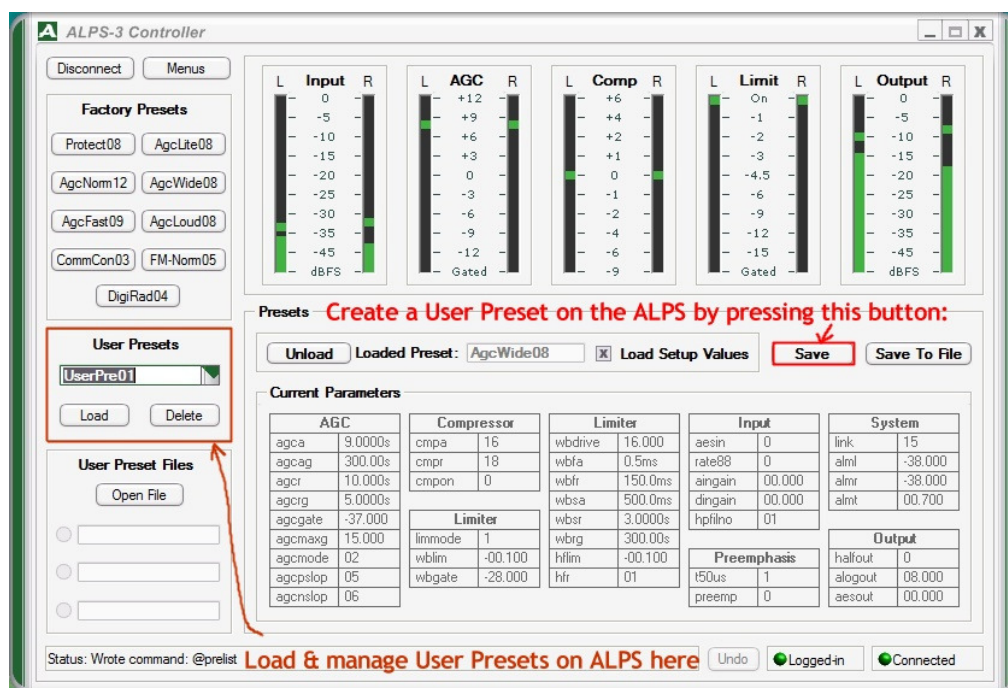 A ALPS-3 Controller
Disconnect Menus
Factory Presets
Protect08 AgcLite08
AgcNorm12 AgcWide08
AgcFast09 AgcLoud08
CommCon03 FM-Norm05
DigiRad04
User Presets
UserPre01
Load Delete
User Preset Files
Open File
L Input R
0
-5
-10
-15
-20
-25
-30
-35
-45
dBFS
L AGC R
+12
+9
+6
+3
0
-3
-6
-9
-12
Gated
L Comp R
+6
+4
+2
+1
0
-1
-2
-4
-6
-9
L Limit R
On
-1
-2
-3
-4.5
-6
-9
-12
-15
Gated
L Output R
0
-5
-10
-15
-20
-25
-30
-35
-45
dBFS
Presets
Create a User Preset on the ALPS by pressing this button:
Unload Loaded Preset: AgcWide08 X Load Setup Values Save Save To File
Current Parameters
AGC
agca 9.0000s
agcag 300.00s
agcr 10.000s
agcrg 5.0000s
agcgate -37.000
agcmaxg 15.000
agcmode 02
agcpslop 05
agcnslop 06
Compressor
cmpa 16
cmpr 18
cmpon 0
Limiter
limmode 1
wblim -00.100
wbgate -28.000
Limiter
wbdrive 16.000
wbfa 0.5ms
wbfr 150.0ms
wbsa 500.0ms
wbsr 3.0000s
wbrg 300.00s
hflim -00.100
hfr 01
Input
aesin 0
rate88 0
aingain 00.000
dingain 00.000
hpfilno 01
Preemphasis
t50us 1
preemp 0
System
link 15
alml -38.000
almr -38.000
almt 00.700
Output
halfout 0
alogout 08.000
aesout 00.000
Status: Wrote command: @prelist
Load & manage User Presets on ALPS here
Undo Logged-in Connected